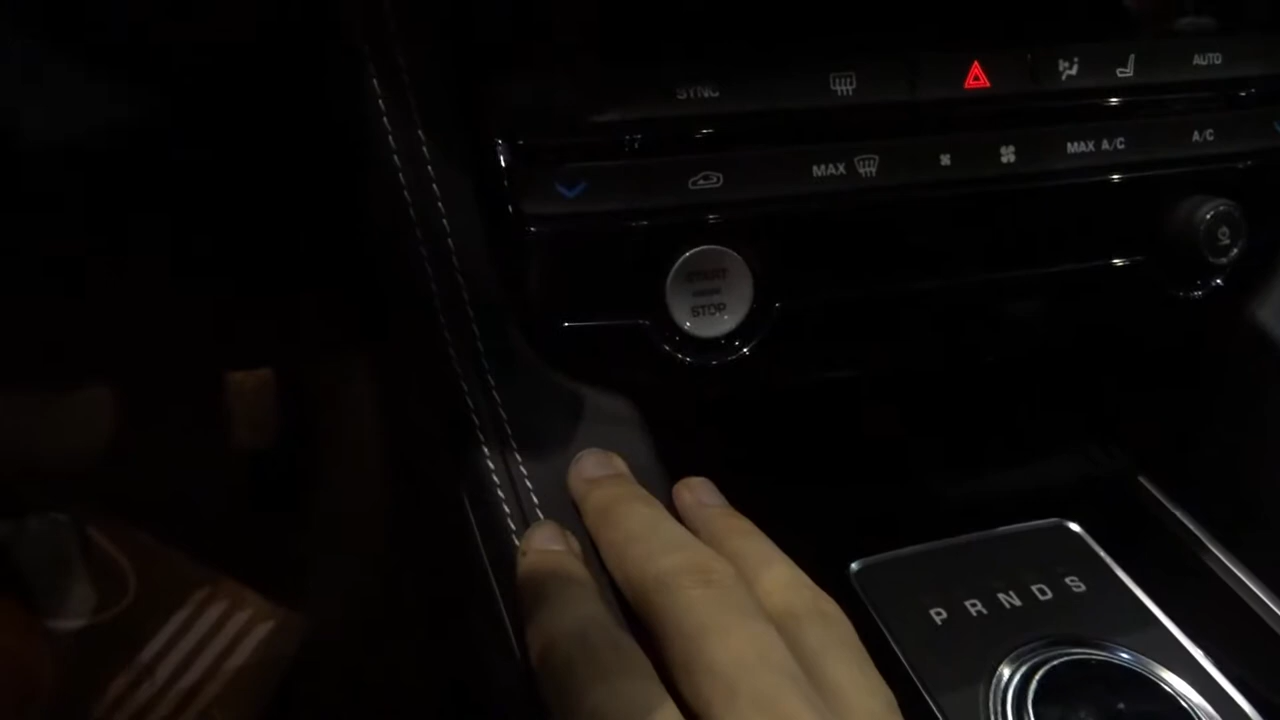 SYNC
AUTO
MAX
MAX A/C
A/C
START
STOP
P R N D S